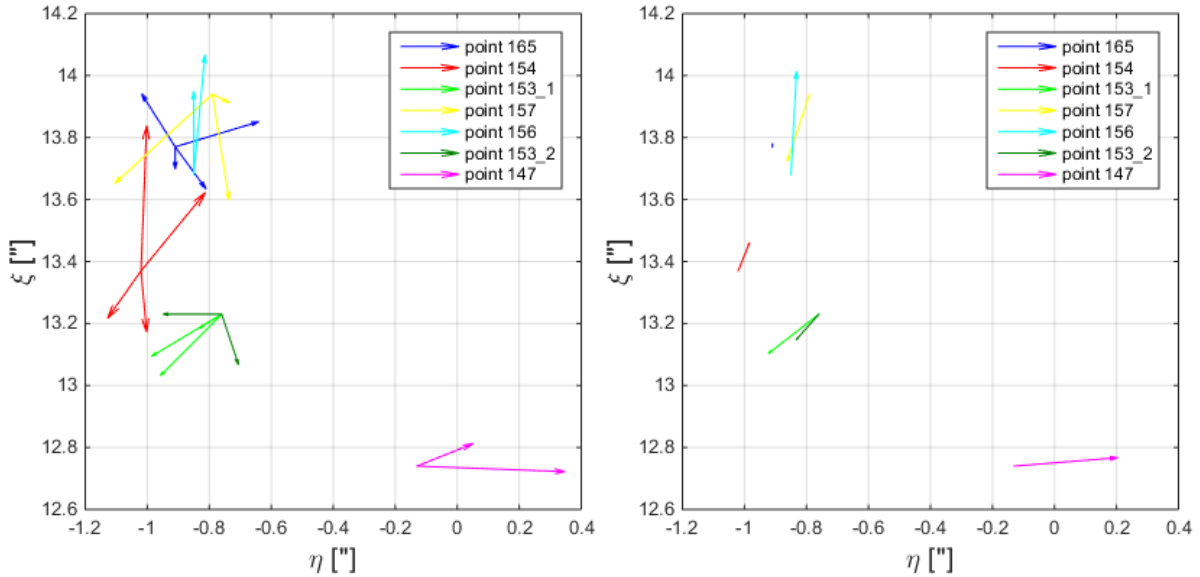 14.2
14
13.8
13.6
13.4
13.2
13
12.8
12.6
ξ ["]
-1.2 -1 -0.8 -0.6 -0.4 -0.2 0 0.2 0.4
η ["]
point 165
point 154
point 153_1
point 157
point 156
point 153_2
point 147
14.2
14
13.8
13.6
13.4
13.2
13
12.8
12.6
ξ ["]
-1.2 -1 -0.8 -0.6 -0.4 -0.2 0 0.2 0.4
η ["]
point 165
point 154
point 153_1
point 157
point 156
point 153_2
point 147